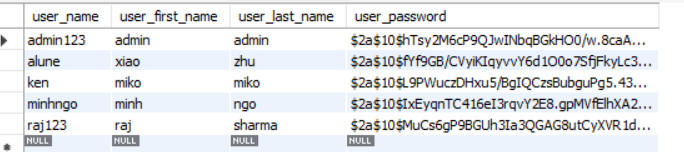 user_name user_first_name user_last_name user_password
admin123 admin admin $2a$10$hTsy2M6cP9QJwINbqBGkHO0/w.8caA...
alune xiao zhu $2a$10$fYf9GB/CVyiKIqyvvY6d1O0o7SfjFkyLc3...
ken miko miko $2a$10$L9PWuczDHxu5/BgIQCzsBubguPg5.43...
minhngo minh ngo $2a$10$IxEyqnTC416eI3rqvY2E8.gpMVfElhXA2...
raj123 raj sharma $2a$10$MuCs6gP9BGUh3Ia3QGAG8utCyXVR1d...
NULL NULL NULL NULL